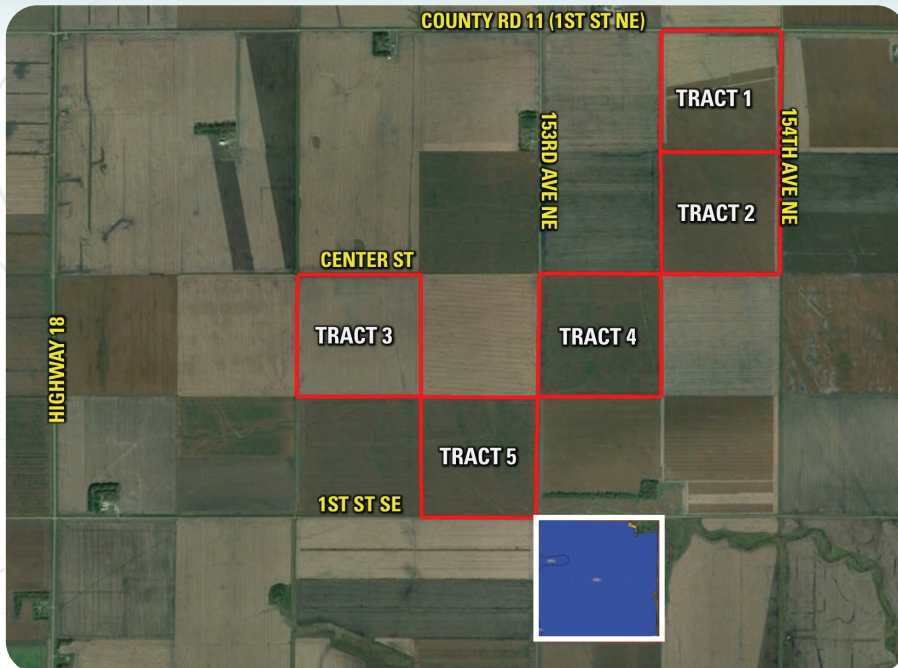 COUNTY RD 11 (1ST ST NE)
TRACT 1
153RD AVE NE
154TH AVE NE
TRACT 2
CENTER ST
TRACT 3
TRACT 4
HIGHWAY 18
TRACT 5
1ST ST SE